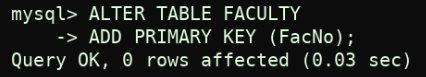 mysql> ALTER TABLE FACULTY
    -> ADD PRIMARY KEY (FacNo);
Query OK, 0 rows affected (0.03 sec)